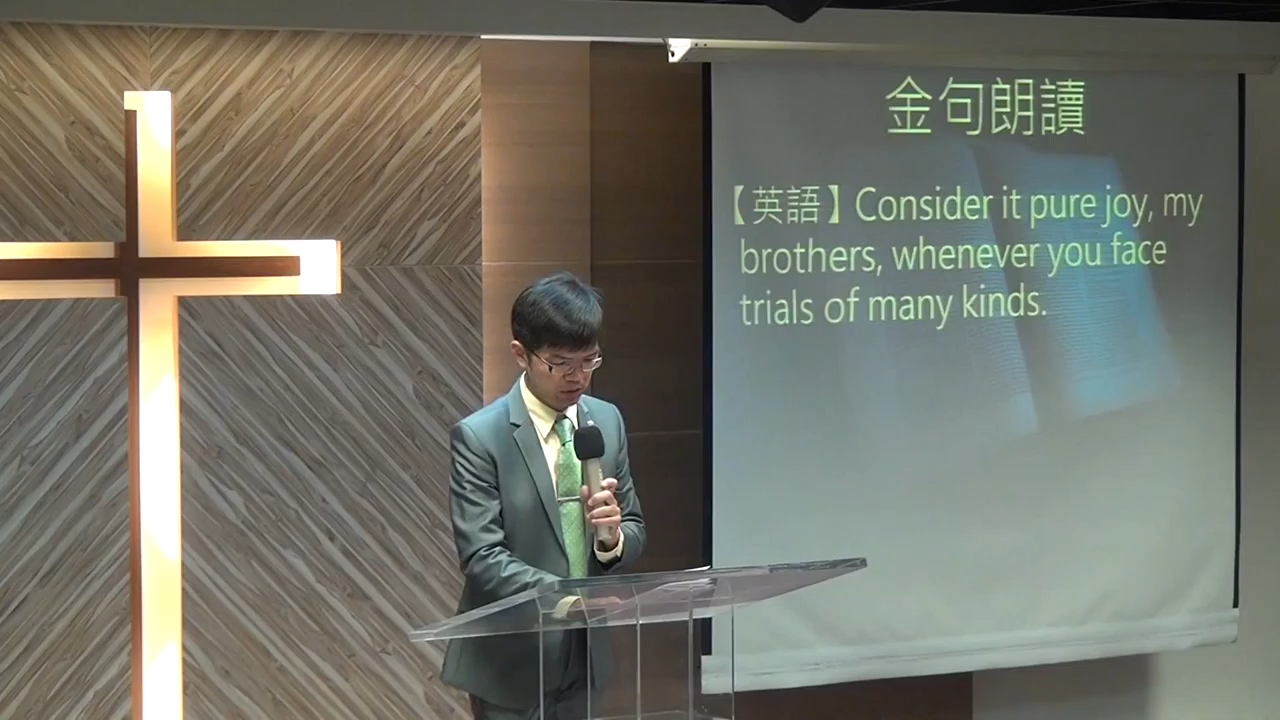 金句朗讀
【英語】Consider it pure joy, my
brothers, whenever you face
trials of many kinds.